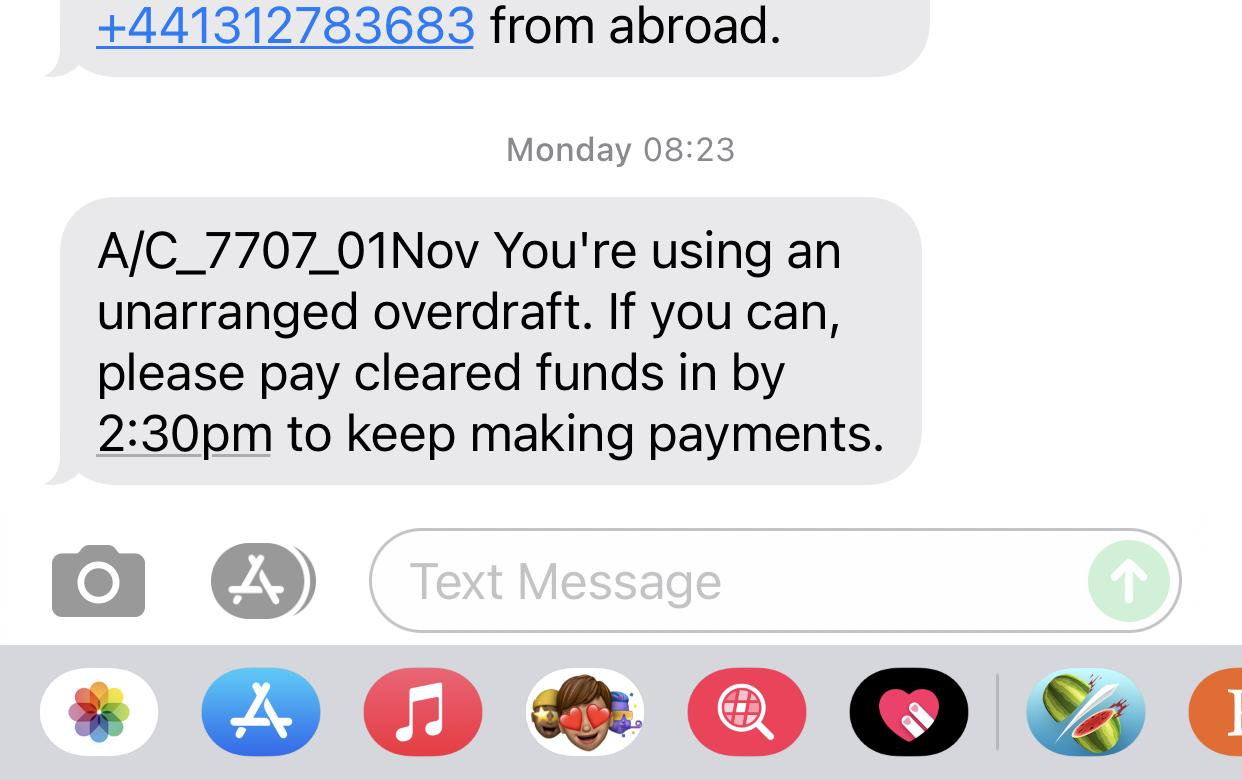 +441312783683 from abroad.
Monday 08:23
A/C_7707_01Nov You're using an
unarranged overdraft. If you can,
please pay cleared funds in by
2:30pm to keep making payments.
Text Message